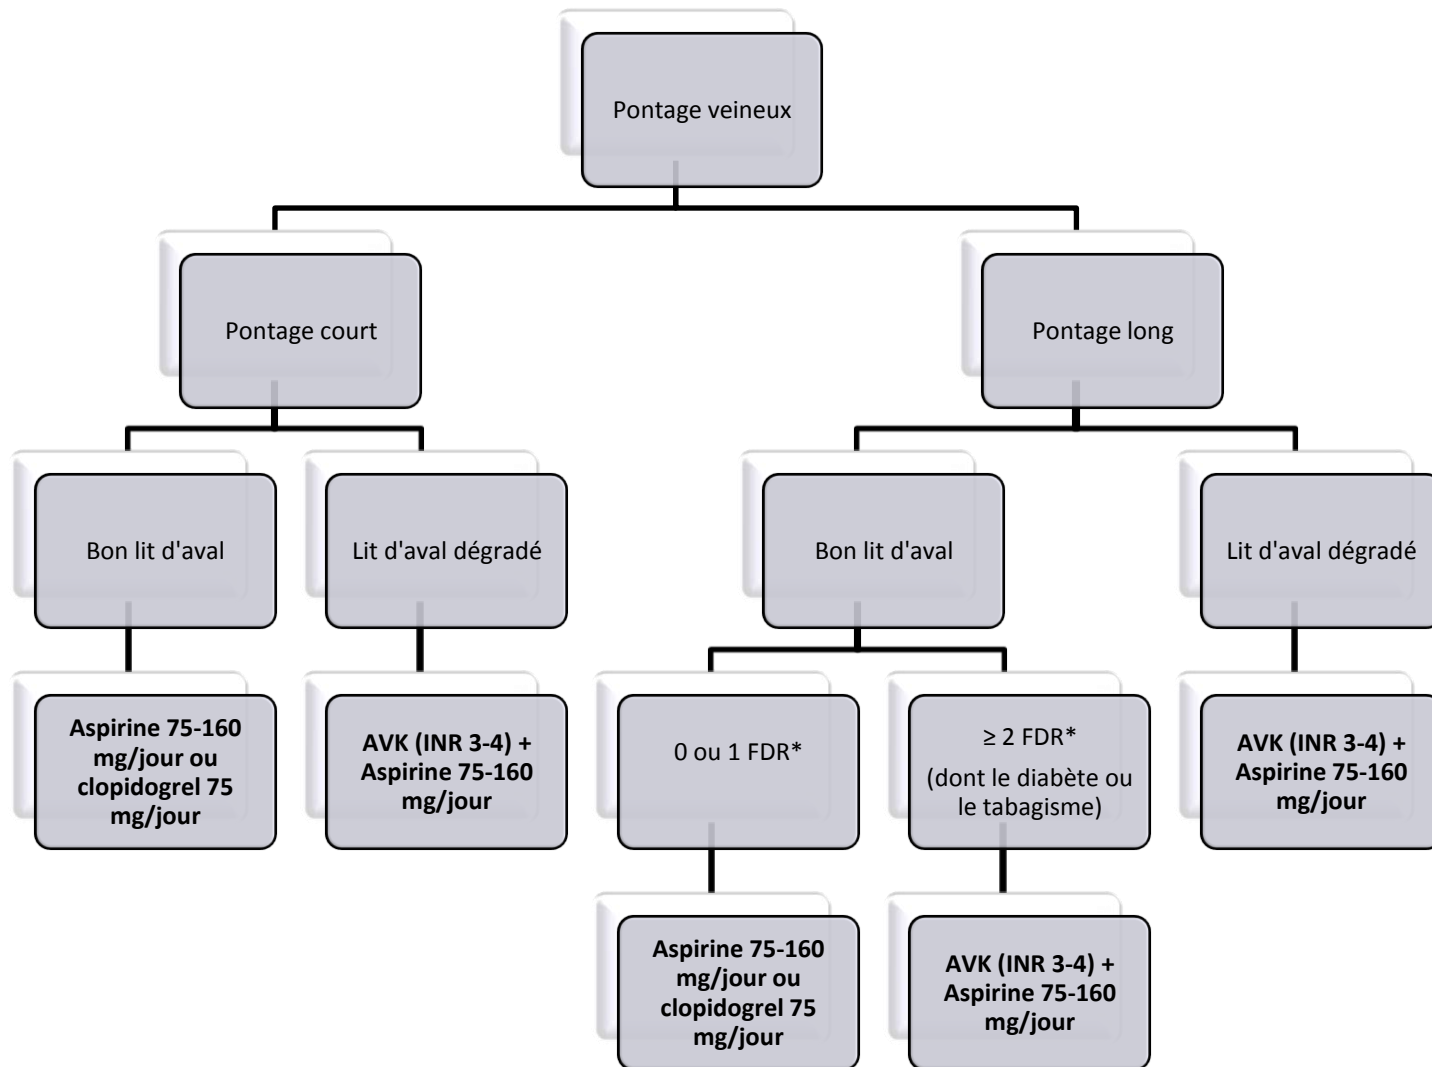 Pontage veineux
Pontage court
Pontage long
Bon lit d'aval
Lit d'aval dégradé
Bon lit d'aval
Lit d'aval dégradé
Aspirine 75-160
mg/jour ou
clopidogrel 75
mg/jour
AVK (INR 3-4) +
Aspirine 75-160
mg/jour
0 ou 1 FDR*
≥ 2 FDR*
(dont le diabète ou
le tabagisme)
AVK (INR 3-4) +
Aspirine 75-160
mg/jour
Aspirine 75-160
mg/jour ou
clopidogrel 75
mg/jour
AVK (INR 3-4) +
Aspirine 75-160
mg/jour